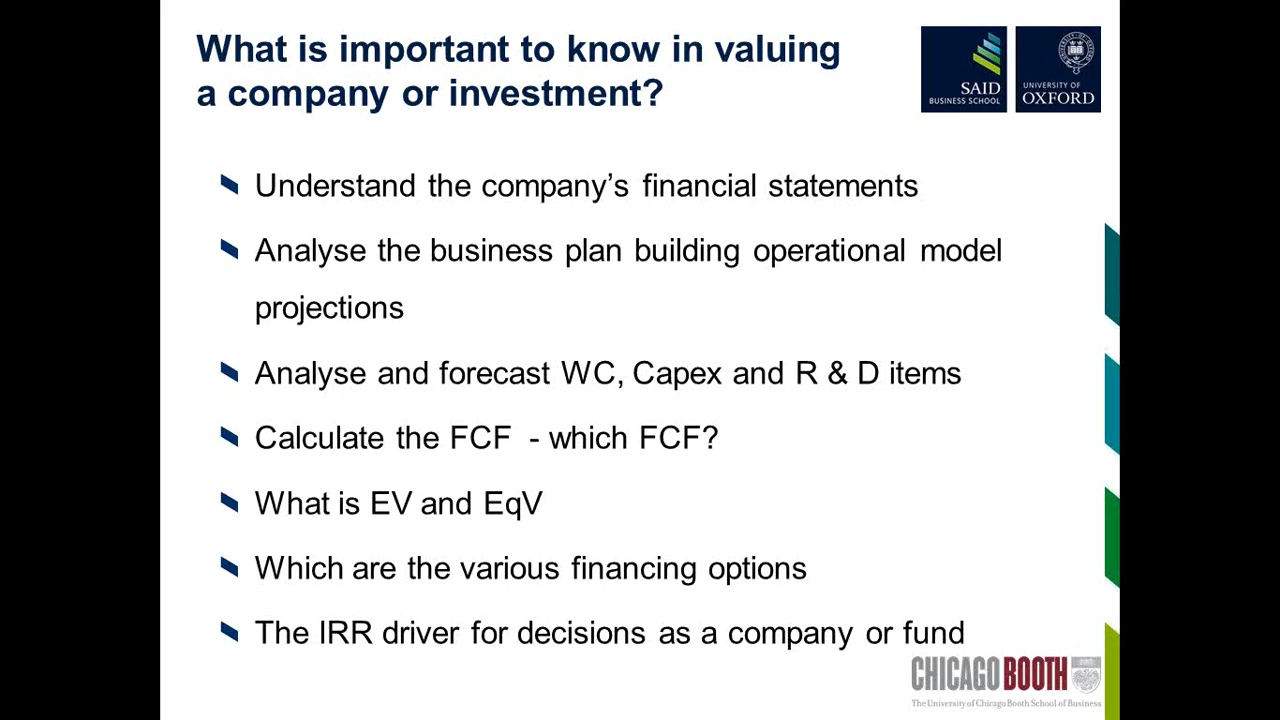 What is important to know in valuing
a company or investment?
SAID
BUSINESS SCHOOL
UNIVERSITY OF
OXFORD
Understand the company’s financial statements
Analyse the business plan building operational model
projections
Analyse and forecast WC, Capex and R & D items
Calculate the FCF - which FCF?
What is EV and EqV
Which are the various financing options
The IRR driver for decisions as a company or fund
CHICAGO BOOTH
The University of Chicago Booth School of Business